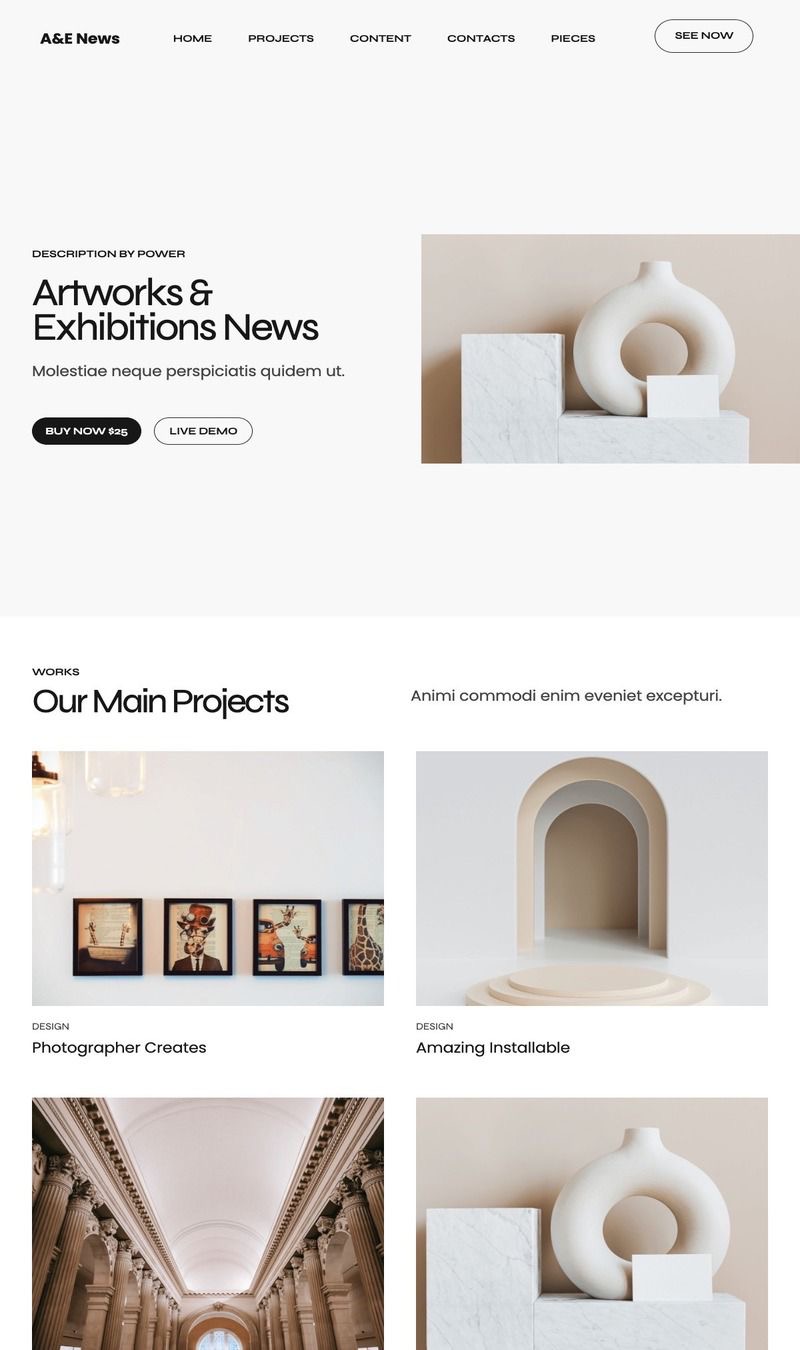 A&E News
HOME
PROJECTS
CONTENT
CONTACTS
PIECES
SEE NOW
DESCRIPTION BY POWER
Artworks &
Exhibitions News
Molestiae neque perspiciatis quidem ut.
BUY NOW $25
LIVE DEMO
WORKS
Our Main Projects
Animi commodi enim eveniet excepturi.
DESIGN
Photographer Creates
DESIGN
Amazing Installable